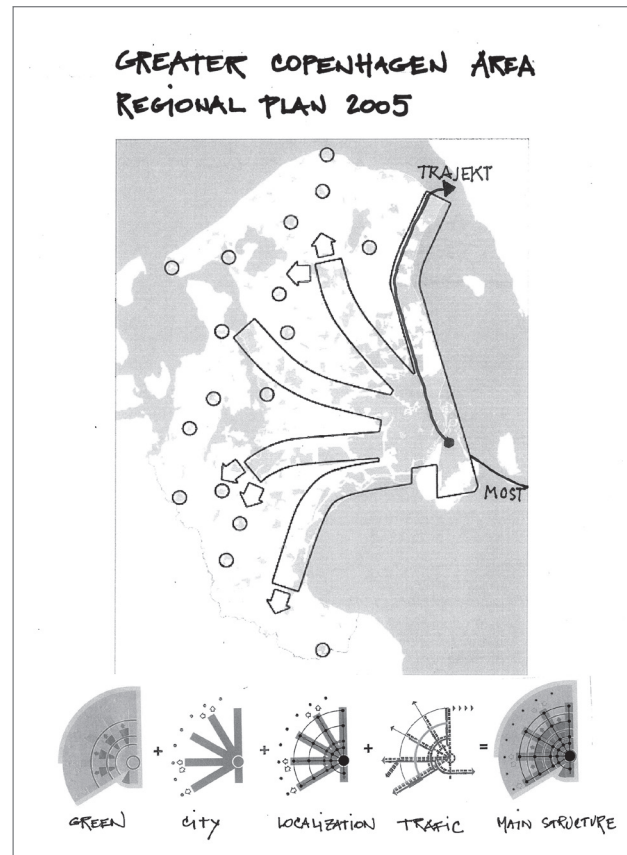 GREATER COPENHAGEN AREA
REGIONAL PLAN 2005
TRAJEKT
MOST
+ + + =
GREEN CITY LOCALIZATION TRAFIC MAIN STRUCTURE